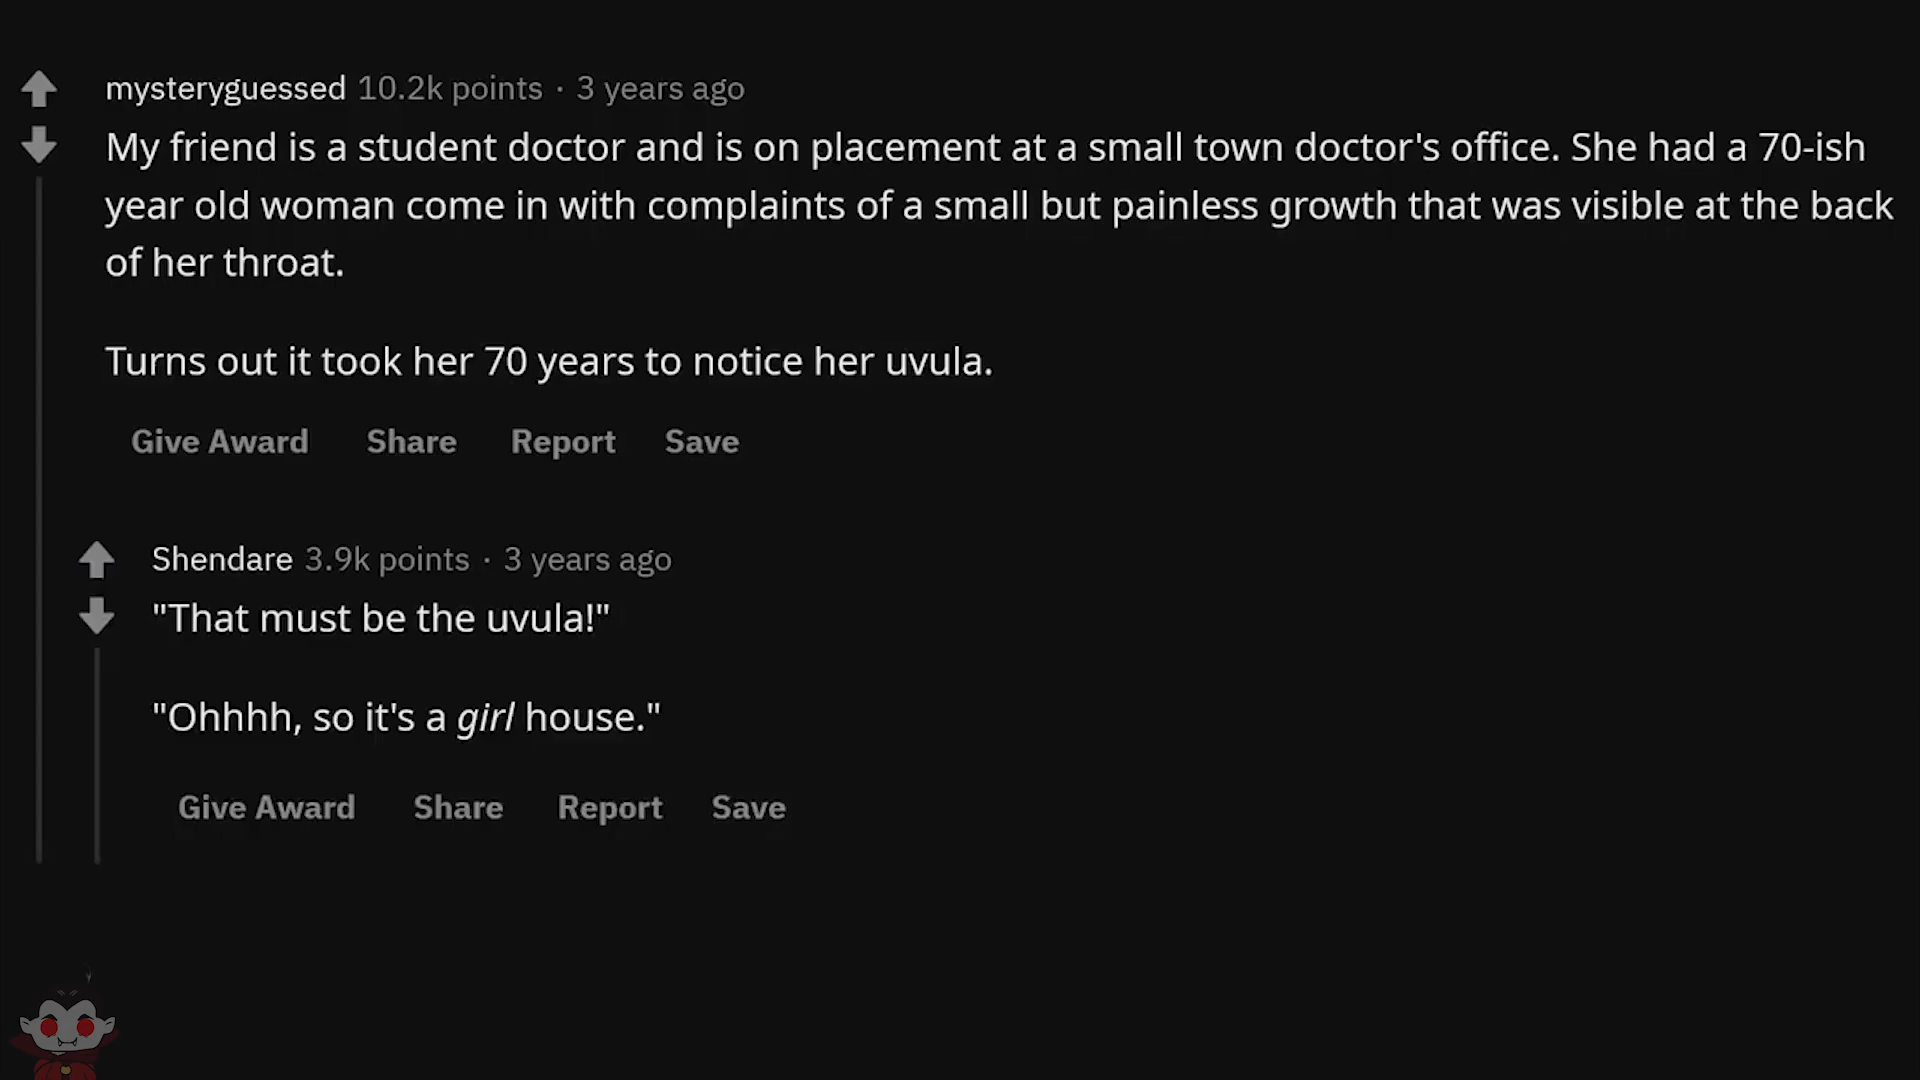 mysteryguessed 10.2k points · 3 years ago
My friend is a student doctor and is on placement at a small town doctor's office. She had a 70-ish
year old woman come in with complaints of a small but painless growth that was visible at the back
of her throat.
Turns out it took her 70 years to notice her uvula.
Give Award Share Report Save
Shendare 3.9k points · 3 years ago
"That must be the uvula!"
"Ohhhh, so it's a girl house."
Give Award Share Report Save